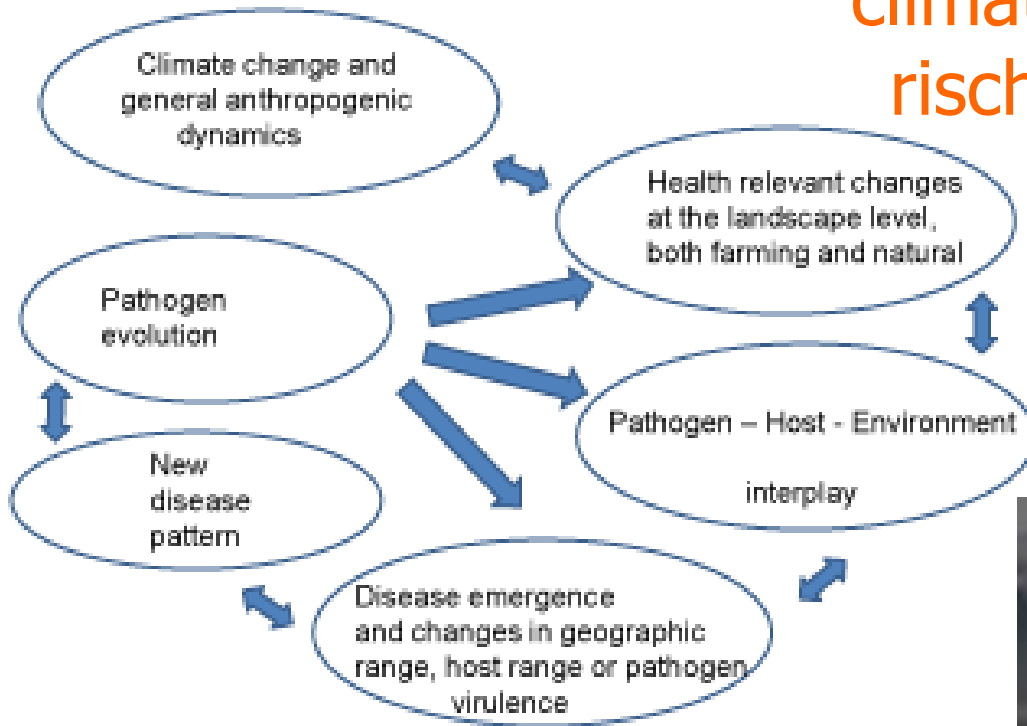 climat
risch
Climate change and
general anthropogenic
dynamics
Health relevant changes
at the landscape level,
both farming and natural
Pathogen
evolution
Pathogen – Host - Environment
interplay
New
disease
pattern
Disease emergence
and changes in geographic
range, host range or pathogen
virulence